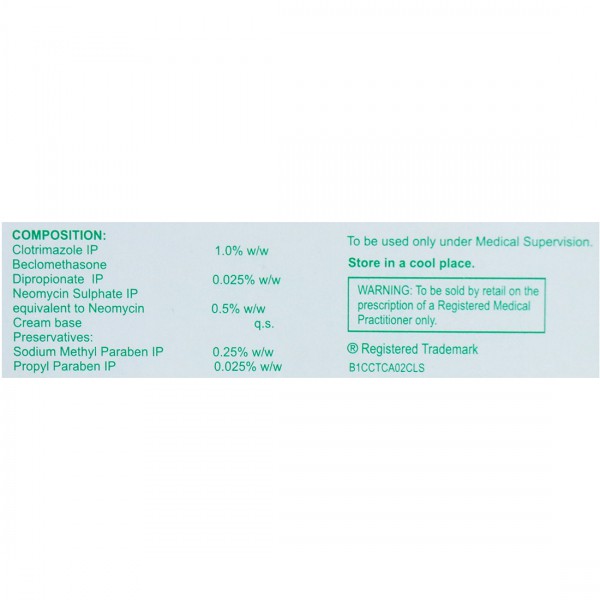 COMPOSITION:
Clotrimazole IP 1.0% w/w
Beclomethasone
Dipropionate IP 0.025% w/w
Neomycin Sulphate IP
equivalent to Neomycin 0.5% w/w
Cream base q.s.
Preservatives:
Sodium Methyl Paraben IP 0.25% w/w
Propyl Paraben IP 0.025% w/w
To be used only under Medical Supervision.
Store in a cool place.
WARNING: To be sold by retail on the
prescription of a Registered Medical
Practitioner only.
® Registered Trademark
B1CCTCA02CLS